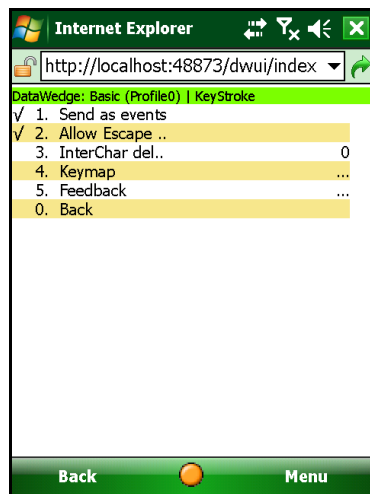 Internet Explorer
http://localhost:48873/dwui/index
DataWedge: Basic (Profile0) | KeyStroke
√ 1. Send as events
√ 2. Allow Escape ..
3. InterChar del.. 0
4. Keymap ...
5. Feedback ...
0. Back
Back Menu